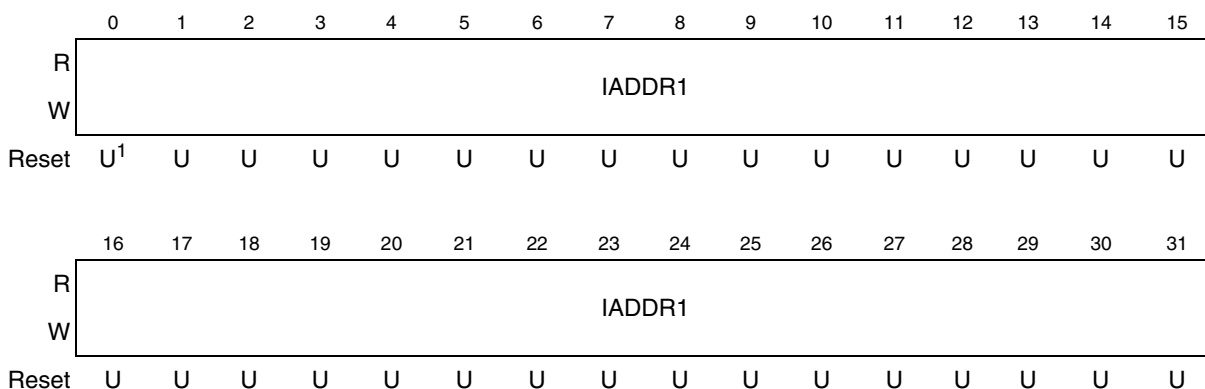 0 1 2 3 4 5 6 7 8 9 10 11 12 13 14 15
R
IADDR1
W
Reset U1 U U U U U U U U U U U U U U U
16 17 18 19 20 21 22 23 24 25 26 27 28 29 30 31
R
IADDR1
W
Reset U U U U U U U U U U U U U U U U